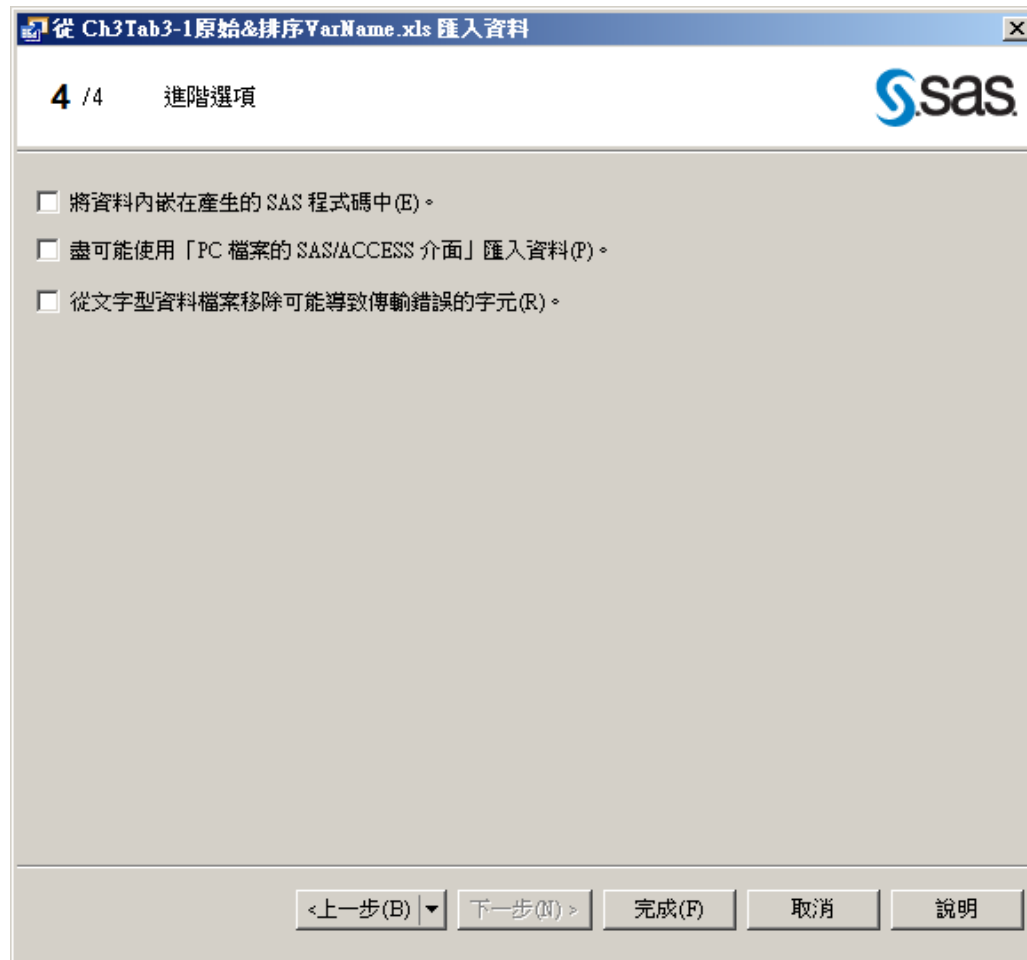 從 Ch3Tab3-1原始&排序VarName.xls 匯入資料
4 /4 進階選項
sas
將資料內嵌在產生的 SAS 程式碼中(E)。
盡可能使用「PC 檔案的 SAS/ACCESS 介面」匯入資料(P)。
從文字型資料檔案移除可能導致傳輸錯誤的字元(R)。
<上一步(B) 下一步(N) > 完成(F) 取消 說明